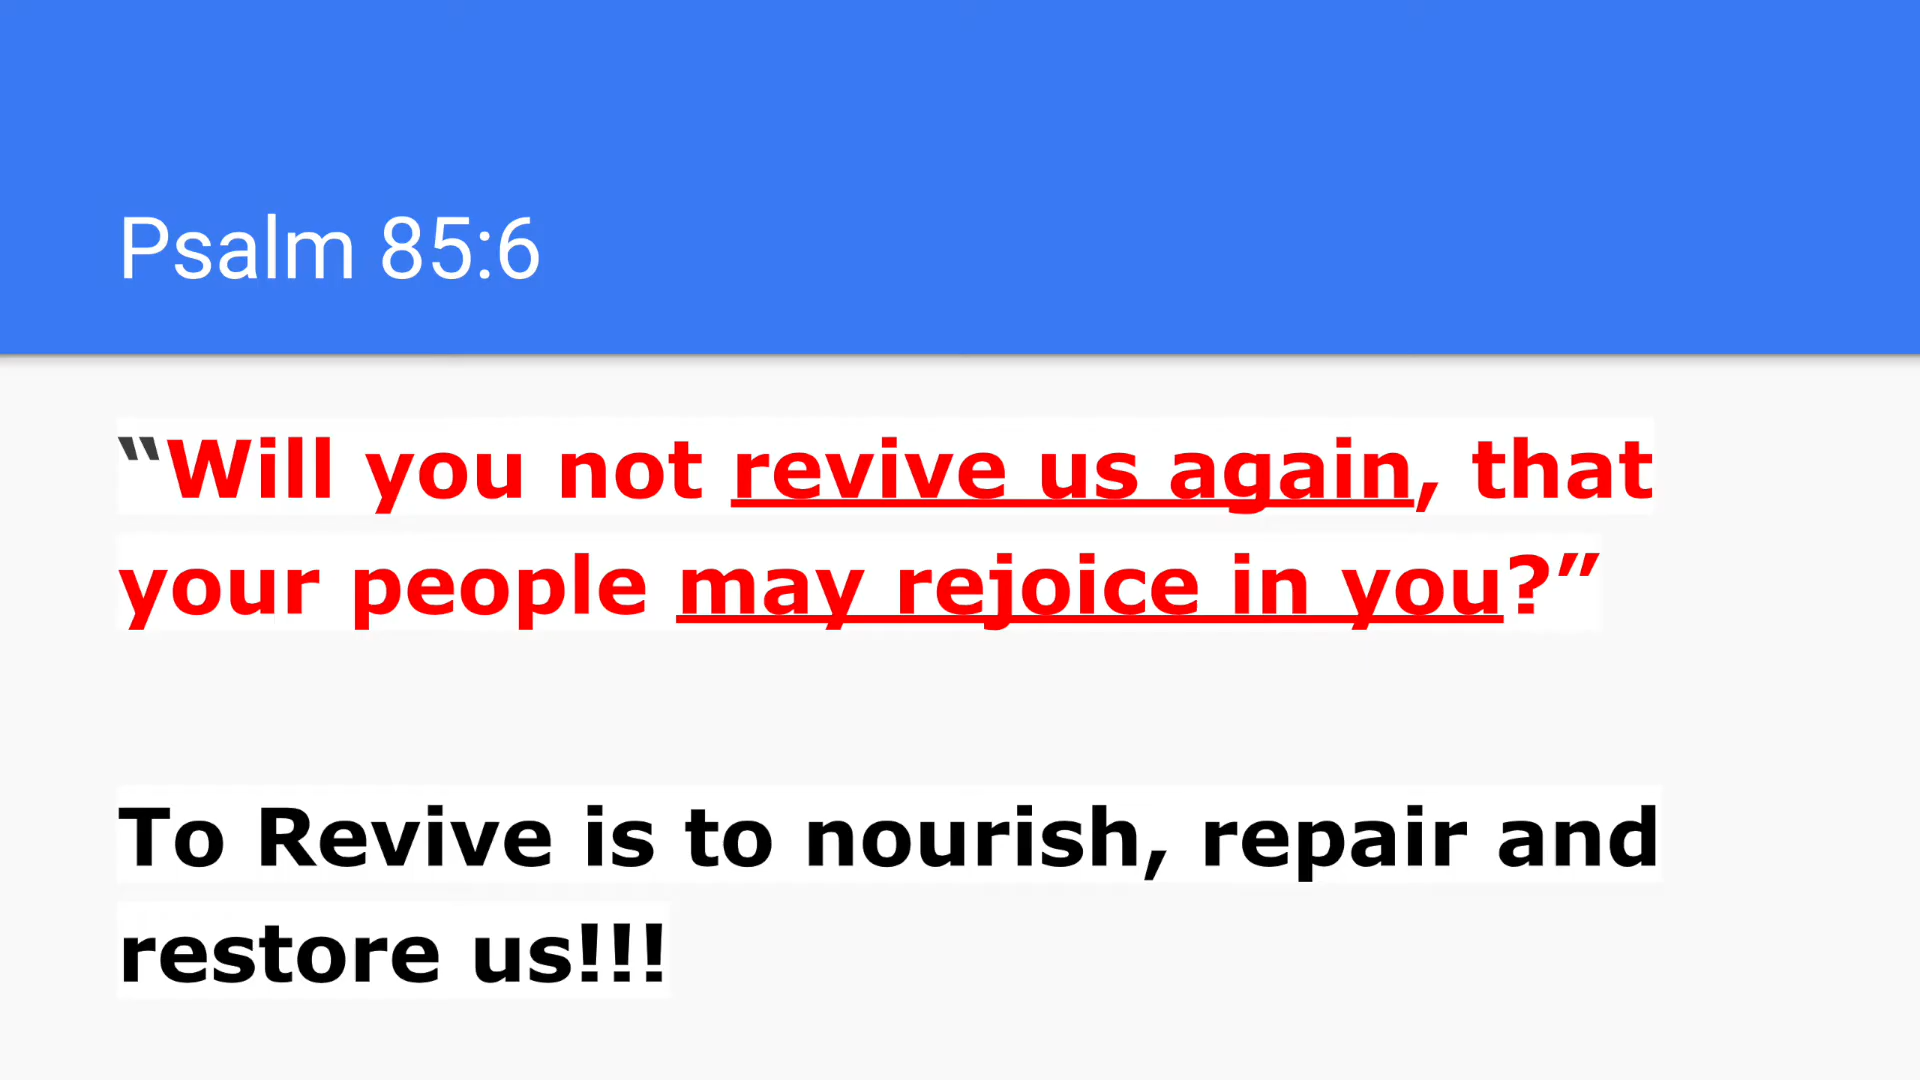 Psalm 85:6
“Will you not revive us again, that
your people may rejoice in you?”
To Revive is to nourish, repair and
restore us!!!